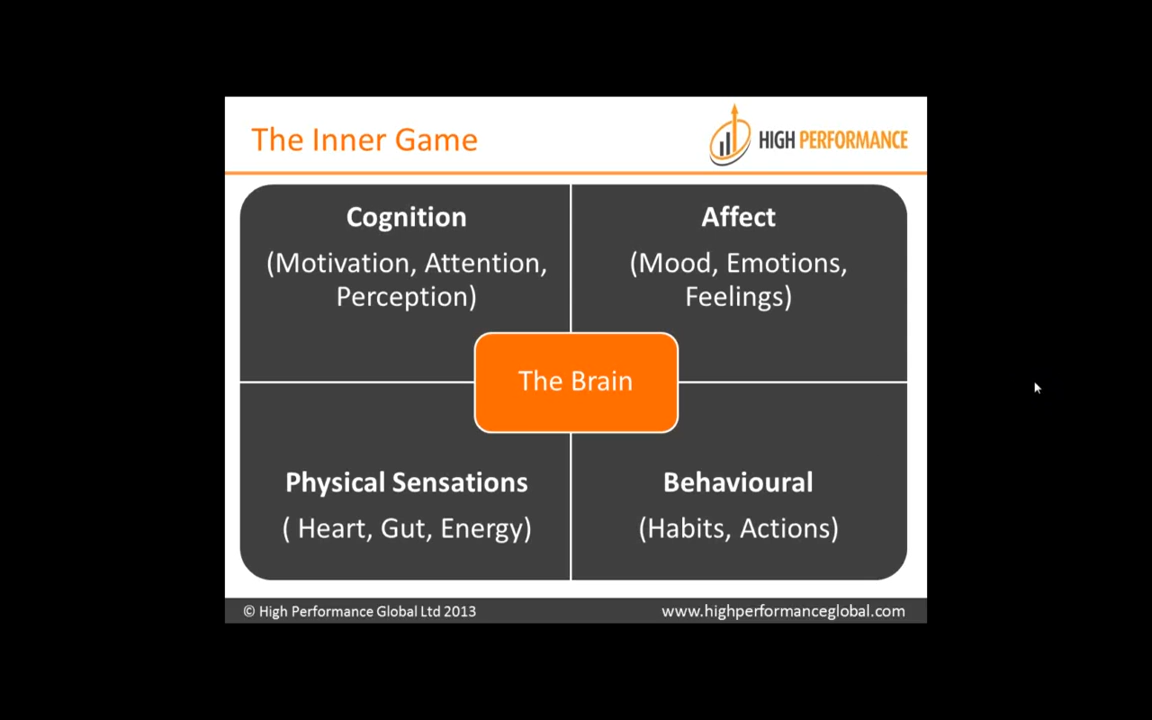 The Inner Game
HIGH PERFORMANCE
Cognition
(Motivation, Attention,
Perception)
Affect
(Mood, Emotions,
Feelings)
The Brain
Physical Sensations
( Heart, Gut, Energy)
Behavioural
(Habits, Actions)
© High Performance Global Ltd 2013
www.highperformanceglobal.com